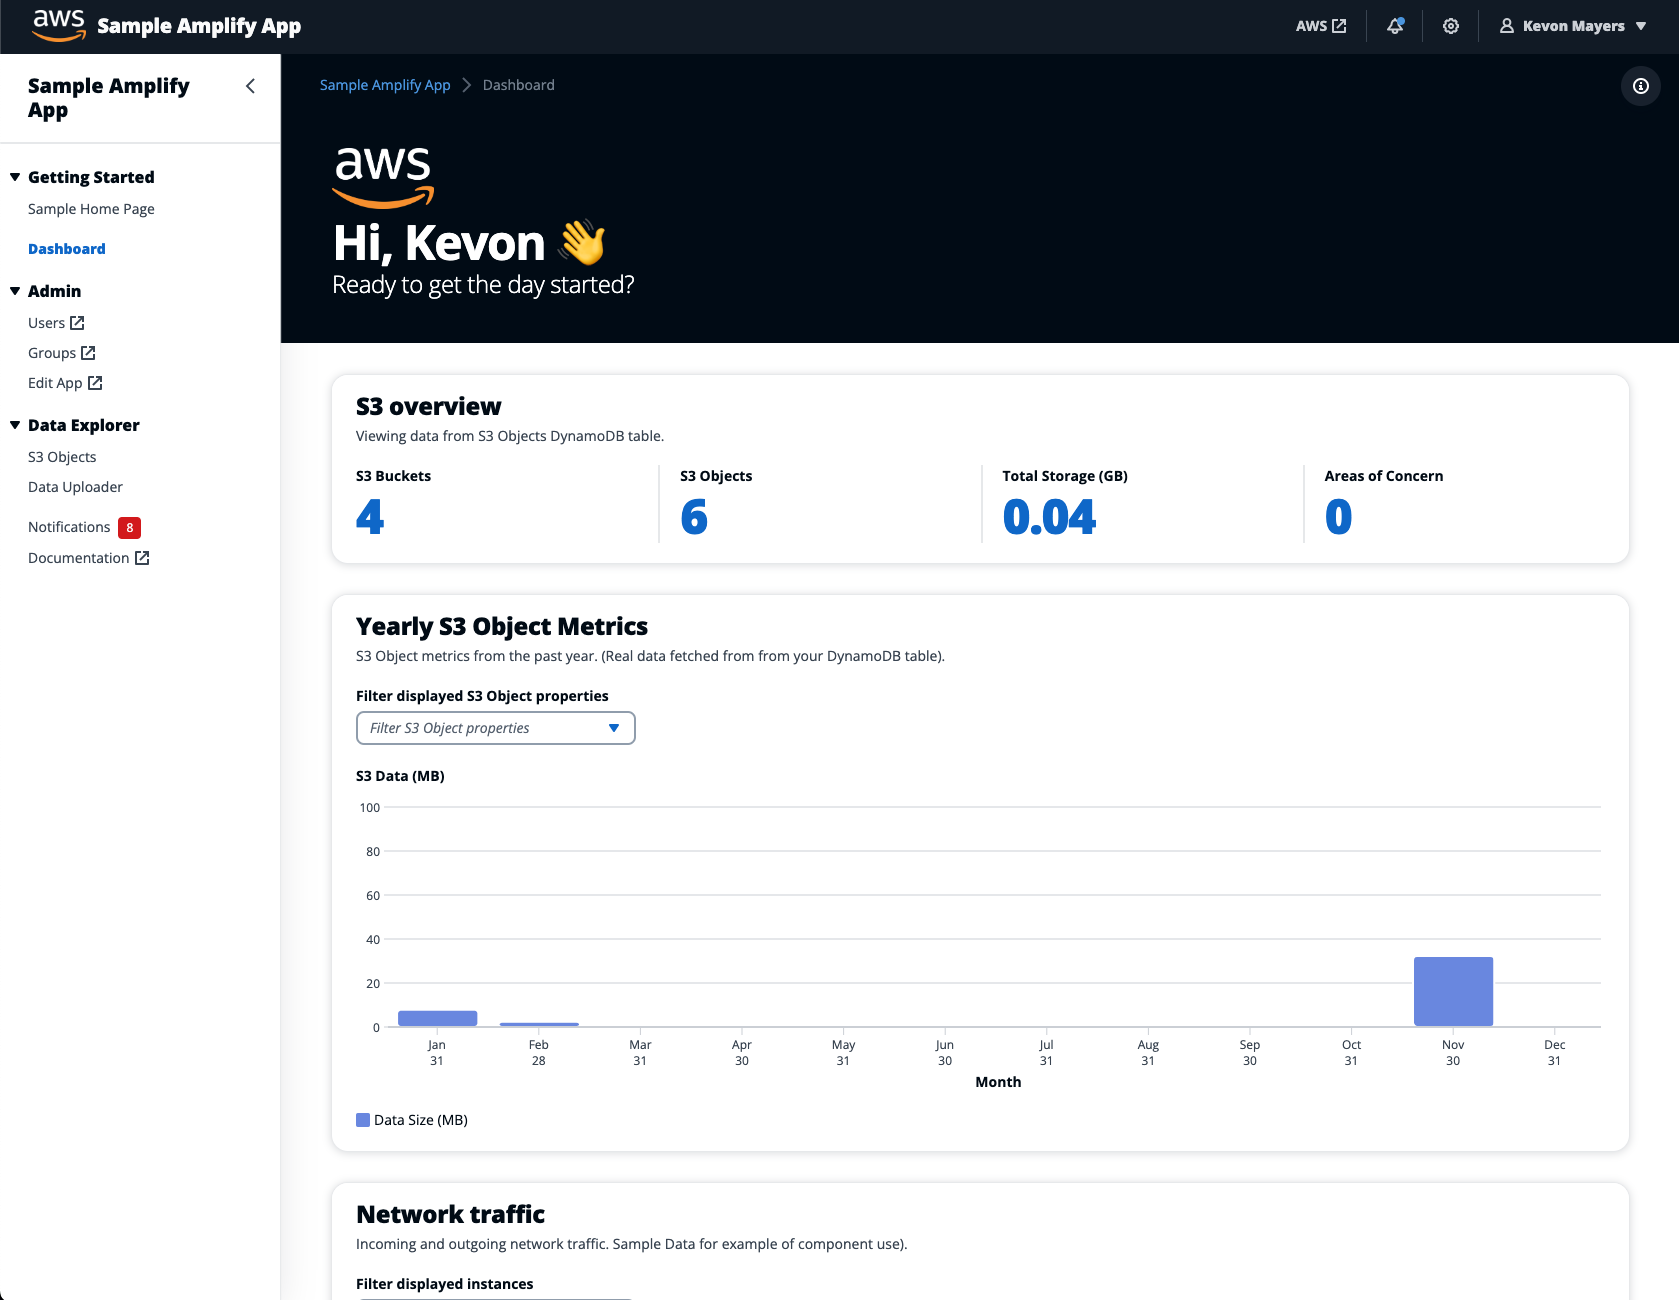 aws Sample Amplify App
AWS
Kevon Mayers
Sample Amplify
App
Getting Started
Sample Home Page
Dashboard
Admin
Users
Groups
Edit App
Data Explorer
S3 Objects
Data Uploader
Notifications 8
Documentation
Sample Amplify App > Dashboard
aws
Hi, Kevon 👋
Ready to get the day started?
S3 overview
Viewing data from S3 Objects DynamoDB table.
S3 Buckets
4
S3 Objects
6
Total Storage (GB)
0.04
Areas of Concern
0
Yearly S3 Object Metrics
S3 Object metrics from the past year. (Real data fetched from from your DynamoDB table).
Filter displayed S3 Object properties
Filter S3 Object properties
S3 Data (MB)
100
80
60
40
20
0
Jan Feb Mar Apr May Jun Jul Aug Sep Oct Nov Dec
31 28 31 30 31 30 31 31 30 31 30 31
Month
Data Size (MB)
Network traffic
Incoming and outgoing network traffic. Sample Data for example of component use).
Filter displayed instances